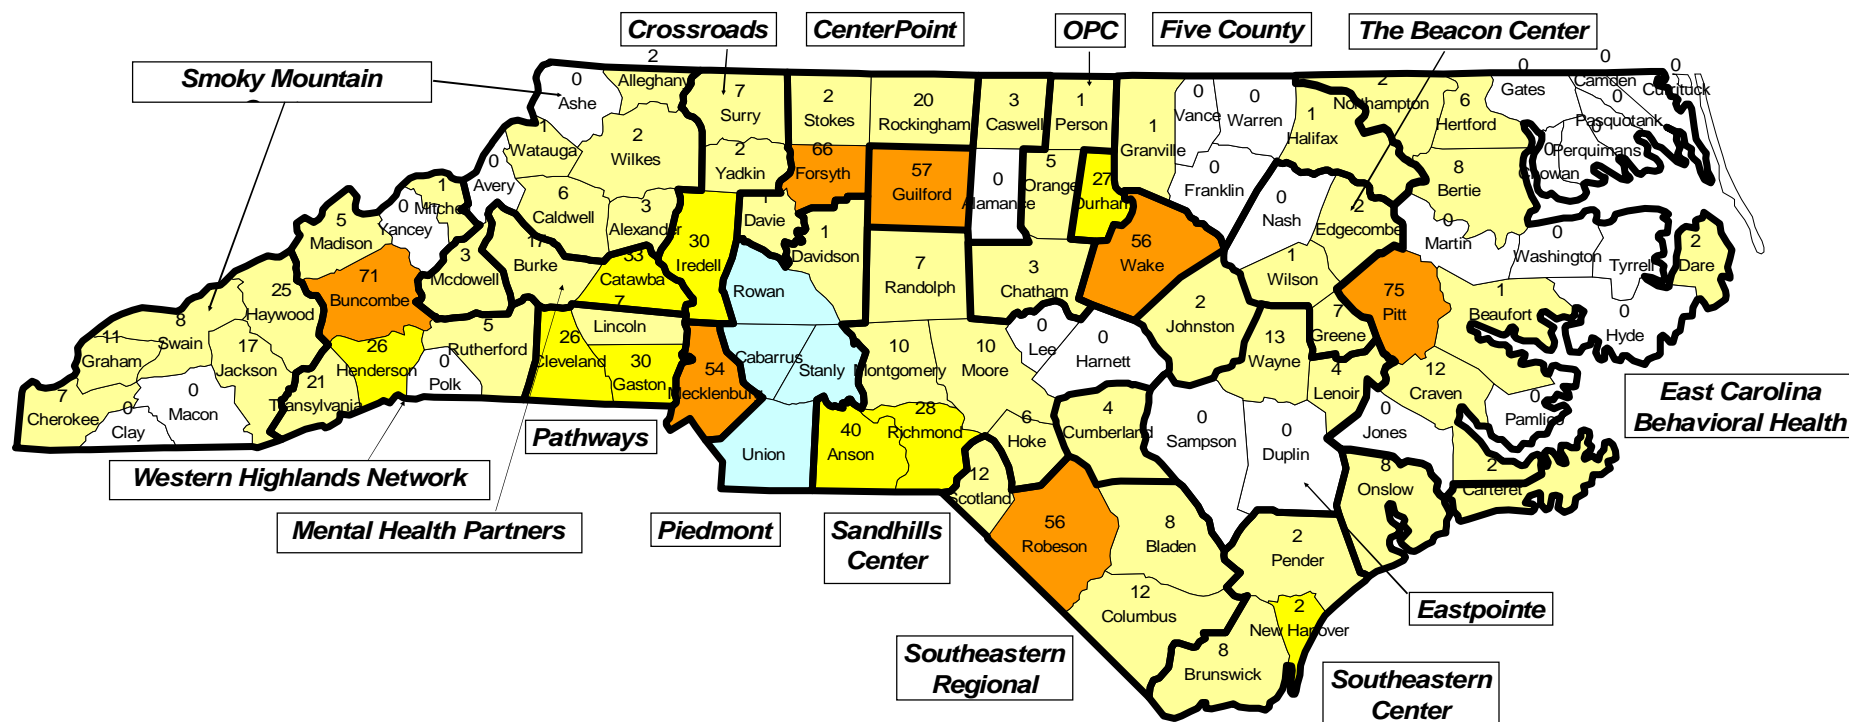 Crossroads
CenterPoint
OPC
Five County
The Beacon Center
Smoky Mountain
0
Ashe
2
Alleghany
7
Surry
2
Stokes
20
Rockingham
3
Caswell
1
Person
1
Granville
0
Vance
0
Warren
1
Halifax
2
Northampton
6
Hertford
0
Gates
0
Camden
0
Currituck
0
Pasquotank
0
Perquimans
0
Chowan
1
Watauga
2
Wilkes
2
Yadkin
66
Forsyth
57
Guilford
0
Alamance
5
Orange
27
Durham
0
Franklin
0
Nash
2
Edgecombe
8
Bertie
0
Martin
0
Washington
Tyrrell
2
Dare
0
Avery
1
Mitche
0
Yancey
5
Madison
6
Caldwell
3
Alexander
30
Iredell
1
Davie
1
Davidson
7
Randolph
3
Chatham
56
Wake
1
Wilson
2
Johnston
7
Greene
75
Pitt
1
Beaufort
0
Hyde
71
Buncombe
3
Mcdowell
17
Burke
33
Catawba
7
Lincoln
Rowan
25
Haywood
8
Swain
11
Graham
17
Jackson
7
Cherokee
0
Clay
0
Macon
21
Transylvania
26
Henderson
0
Polk
5
Rutherford
26
Cleveland
30
Gaston
54
Mecklenburg
Cabarrus
Stanly
Union
10
Montgomery
10
Moore
0
Lee
0
Harnett
13
Wayne
4
Lenoir
12
Craven
0
Jones
0
Pamlico
2
Carteret
8
Onslow
40
Anson
28
Richmond
6
Hoke
4
Cumberland
0
Sampson
0
Duplin
12
Scotland
56
Robeson
8
Bladen
12
Columbus
2
Pender
2
New Hanover
8
Brunswick
East Carolina
Behavioral Health
Pathways
Western Highlands Network
Mental Health Partners
Piedmont
Sandhills
Center
Eastpointe
Southeastern
Regional
Southeastern
Center